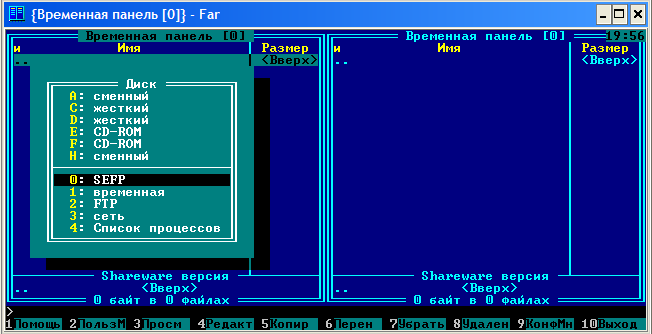 {Временная панель [0]} - Far
Временная панель [0] Временная панель [0] 19:56
и Имя Размер и Имя Размер
.. <Вверх> .. <Вверх>
Диск
A: сменный
C: жесткий
D: жесткий
E: CD-ROM
F: CD-ROM
H: сменный
0: SEFP
1: временная
2: FTP
3: сеть
4: Список процессов
Shareware версия Shareware версия
.. <Вверх> .. <Вверх>
0 байт в 0 файлах 0 байт в 0 файлах
>
1Помощь 2ПользМ 3Просм 4Редакт 5Копир 6Перен 7Убрать 8Удален 9КонфМн 10Выход